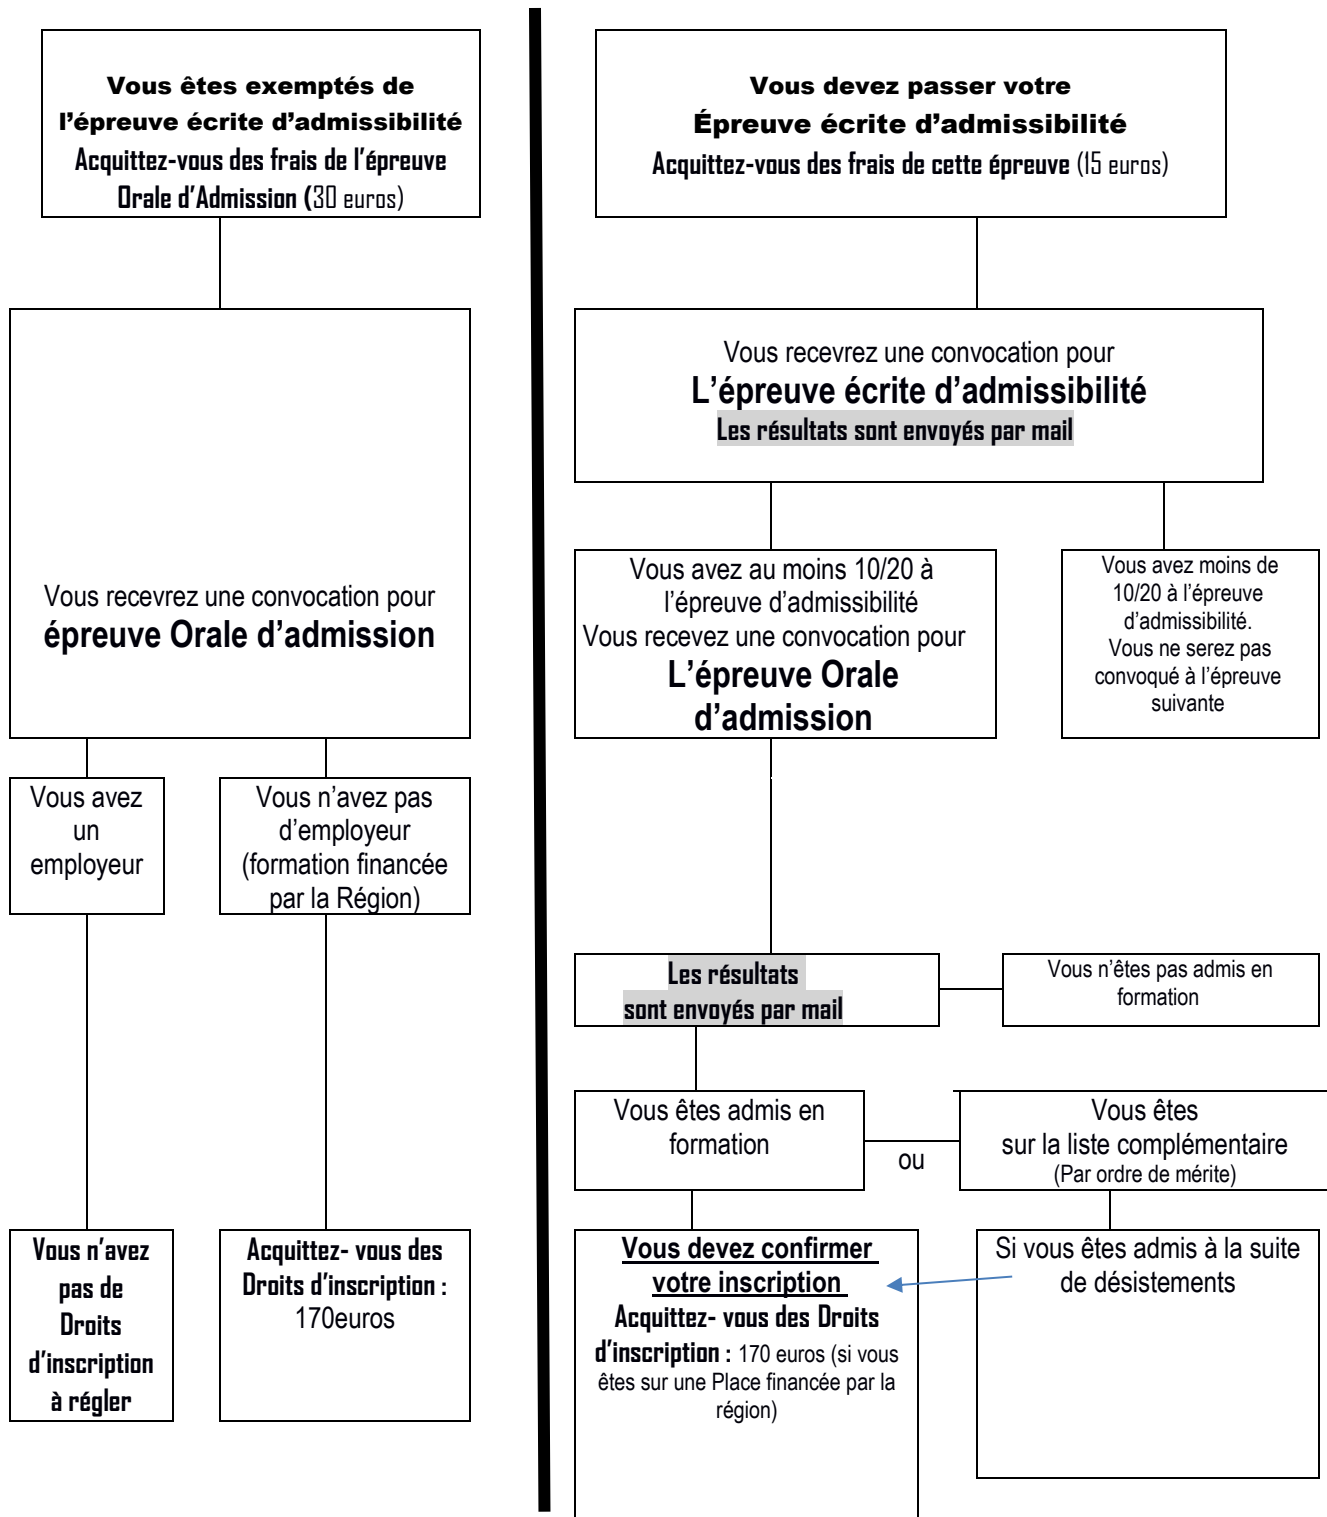 Vous êtes exemptés de
l’épreuve écrite d’admissibilité
Acquittez-vous des frais de l’épreuve
Orale d’Admission (30 euros)
Vous recevrez une convocation pour
épreuve Orale d’admission
Vous avez
un
employeur
Vous n’avez pas
d’employeur
(formation financée
par la Région)
Vous n’avez
pas de
Droits
d’inscription
à régler
Acquittez- vous des
Droits d’inscription :
170euros
Vous devez passer votre
Épreuve écrite d’admissibilité
Acquittez-vous des frais de cette épreuve (15 euros)
Vous recevrez une convocation pour
L’épreuve écrite d’admissibilité
Les résultats sont envoyés par mail
Vous avez au moins 10/20 à
l’épreuve d’admissibilité
Vous recevez une convocation pour
L’épreuve Orale
d’admission
Vous avez moins de
10/20 à l’épreuve
d’admissibilité.
Vous ne serez pas
convoqué à l’épreuve
suivante
Les résultats
sont envoyés par mail
Vous n’êtes pas admis en
formation
Vous êtes admis en
formation
ou
Vous êtes
sur la liste complémentaire
(Par ordre de mérite)
Vous devez confirmer
votre inscription
Acquittez- vous des Droits
d’inscription : 170 euros (si vous
êtes sur une Place financée par la
région)
Si vous êtes admis à la suite
de désistements